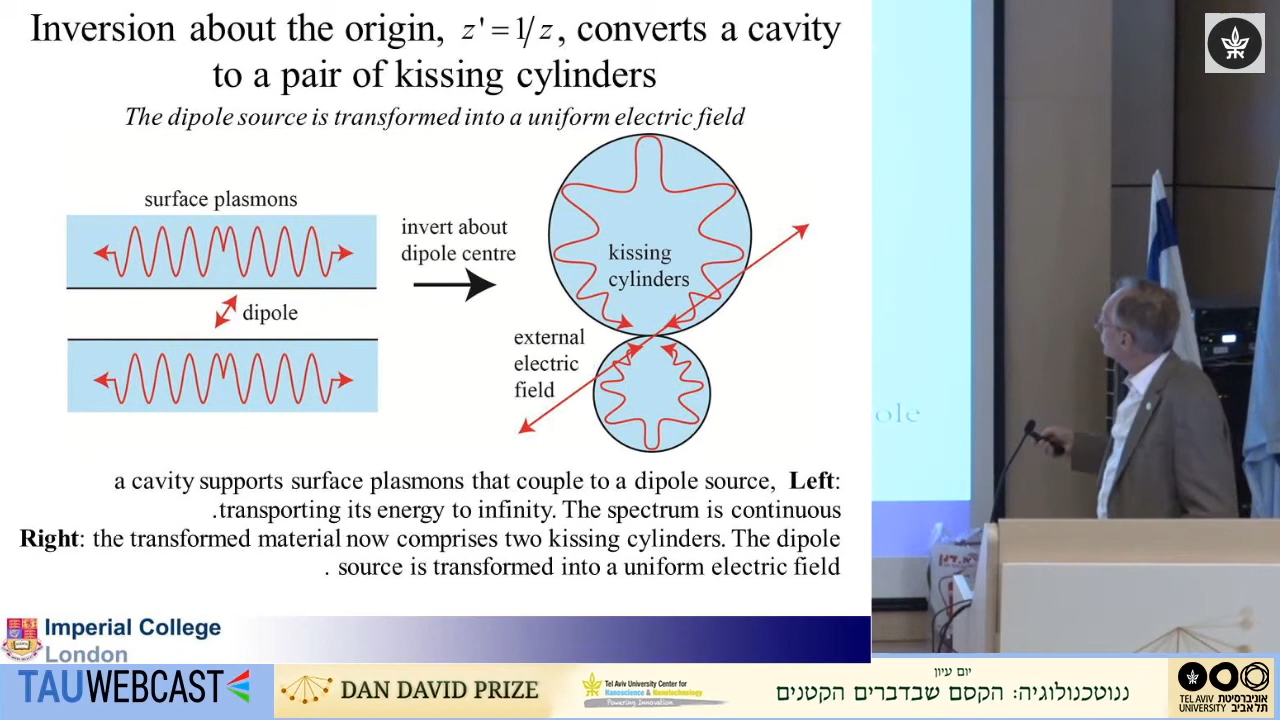 Inversion about the origin, z' = 1/z, converts a cavity
to a pair of kissing cylinders
The dipole source is transformed into a uniform electric field
surface plasmons
invert about
dipole centre
dipole
kissing
cylinders
external
electric
field
a cavity supports surface plasmons that couple to a dipole source, Left:
.transporting its energy to infinity. The spectrum is continuous
Right: the transformed material now comprises two kissing cylinders. The dipole
. source is transformed into a uniform electric field
ole
Imperial College
London
TAUWEBCAST
DAN DAVID PRIZE
Tel Aviv University Center for
Nanoscience & Nanotechnology
Powering Innovation
יום עיון
ננוטכנולוגיה: הקסם שבדברים הקטנים
TEL AVIV אוניברסיטת
UNIVERSITY תל אביב